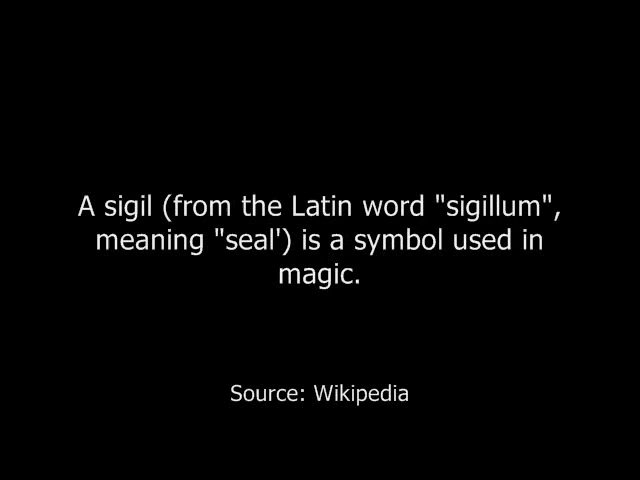 A sigil (from the Latin word "sigillum",
meaning "seal') is a symbol used in
magic.
Source: Wikipedia